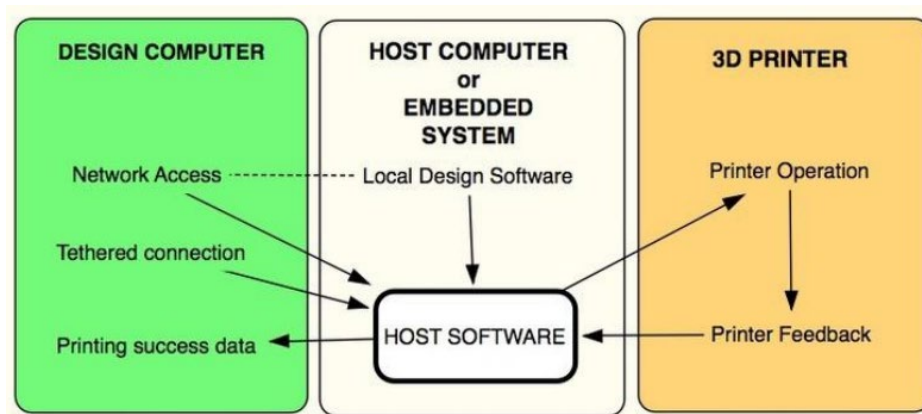 DESIGN COMPUTER
Network Access
Tethered connection
Printing success data
HOST COMPUTER
or
EMBEDDED
SYSTEM
Local Design Software
HOST SOFTWARE
3D PRINTER
Printer Operation
Printer Feedback